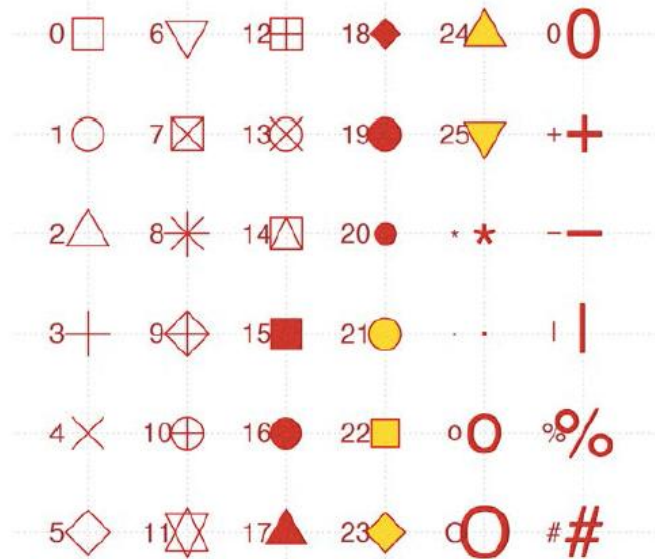 0 6 12 18 24 0 0
1 7 13 19 25 + +
2 8 14 20 * * - -
3 9 15 21 . . | |
4 10 16 22 o o % %
5 11 17 23 O O # #